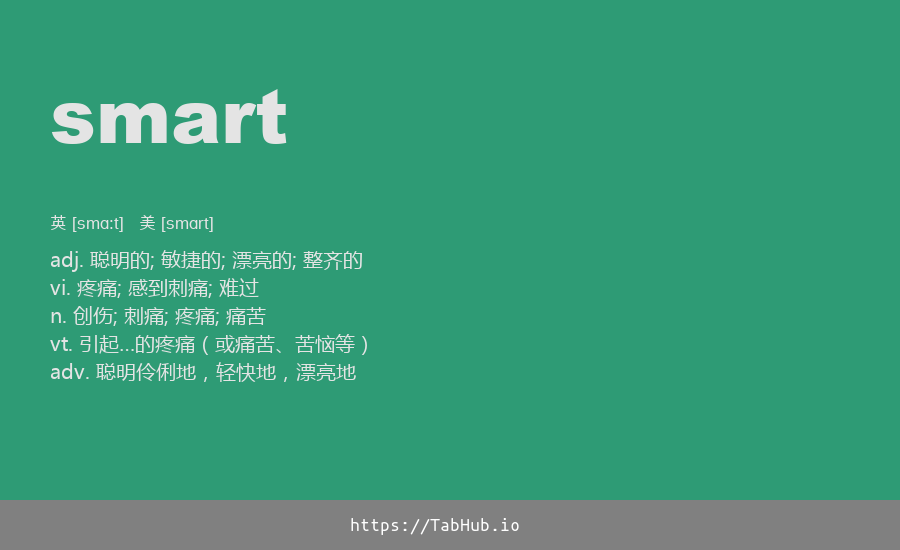 smart
英 [smɑːt] 美 [smart]
adj. 聪明的; 敏捷的; 漂亮的; 整齐的
vi. 疼痛; 感到刺痛; 难过
n. 创伤; 刺痛; 疼痛; 痛苦
vt. 引起…的疼痛（或痛苦、苦恼等）
adv. 聪明伶俐地，轻快地，漂亮地
https://TabHub.io